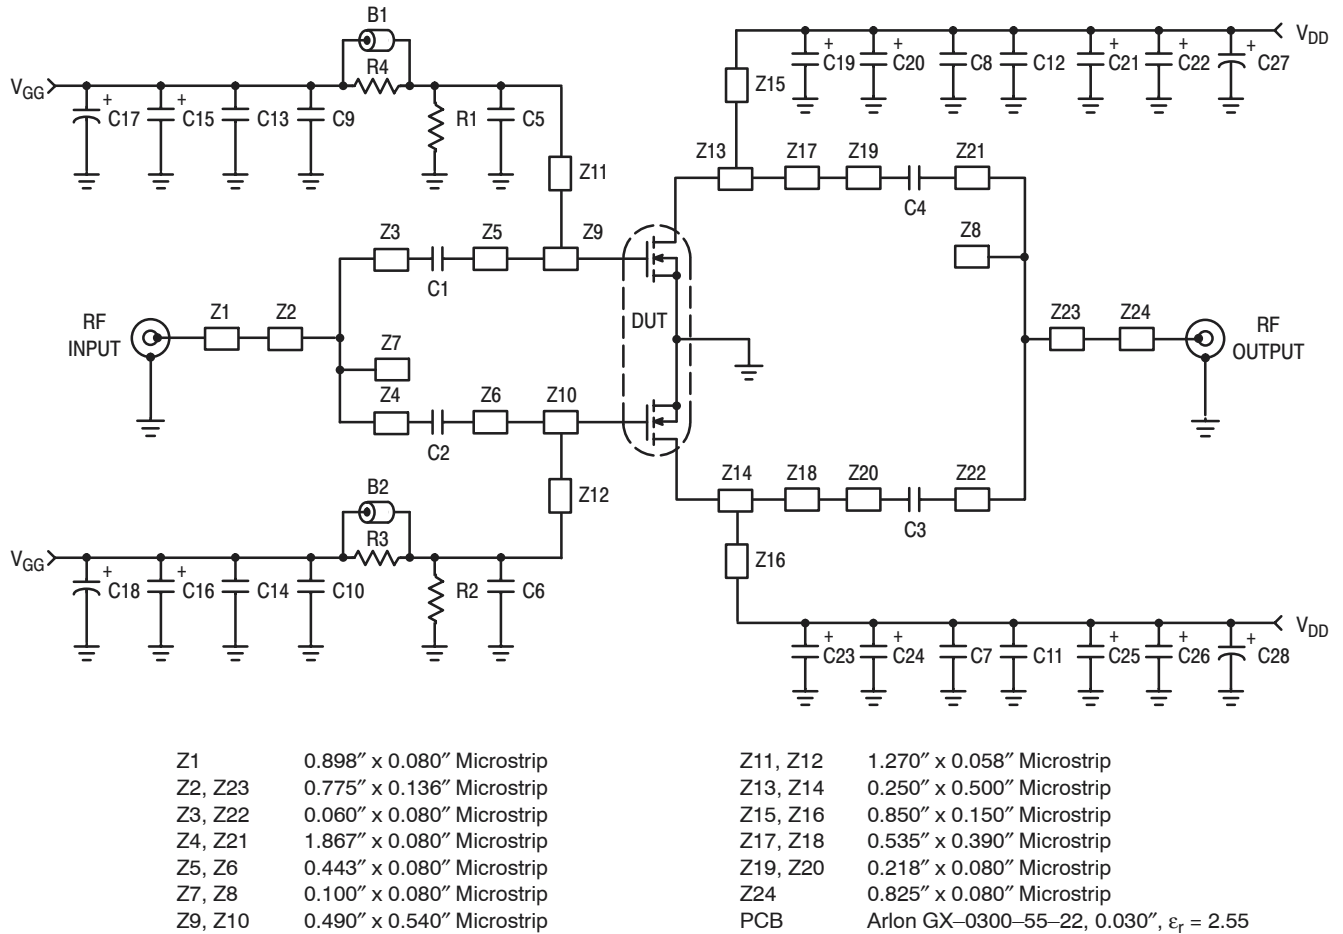 B1
R4
V_GG
+ C17
+ C15
C13
C9
R1
C5
Z11
Z3
C1
Z5
Z9
RF INPUT
Z1
Z2
Z7
Z4
C2
Z6
Z10
DUT
Z12
B2
R3
V_GG
+ C18
+ C16
C14
C10
R2
C6
V_DD
Z15
+ C19
+ C20
C8
C12
+ C21
+ C22
+ C27
Z13
Z17
Z19
C4
Z21
Z8
Z23
Z24
RF OUTPUT
Z14
Z18
Z20
C3
Z22
Z16
V_DD
+ C23
+ C24
C7
C11
+ C25
+ C26
+ C28
Z1 0.898″ x 0.080″ Microstrip
Z2, Z23 0.775″ x 0.136″ Microstrip
Z3, Z22 0.060″ x 0.080″ Microstrip
Z4, Z21 1.867″ x 0.080″ Microstrip
Z5, Z6 0.443″ x 0.080″ Microstrip
Z7, Z8 0.100″ x 0.080″ Microstrip
Z9, Z10 0.490″ x 0.540″ Microstrip
Z11, Z12 1.270″ x 0.058″ Microstrip
Z13, Z14 0.250″ x 0.500″ Microstrip
Z15, Z16 0.850″ x 0.150″ Microstrip
Z17, Z18 0.535″ x 0.390″ Microstrip
Z19, Z20 0.218″ x 0.080″ Microstrip
Z24 0.825″ x 0.080″ Microstrip
PCB Arlon GX–0300–55–22, 0.030″, ε_r = 2.55